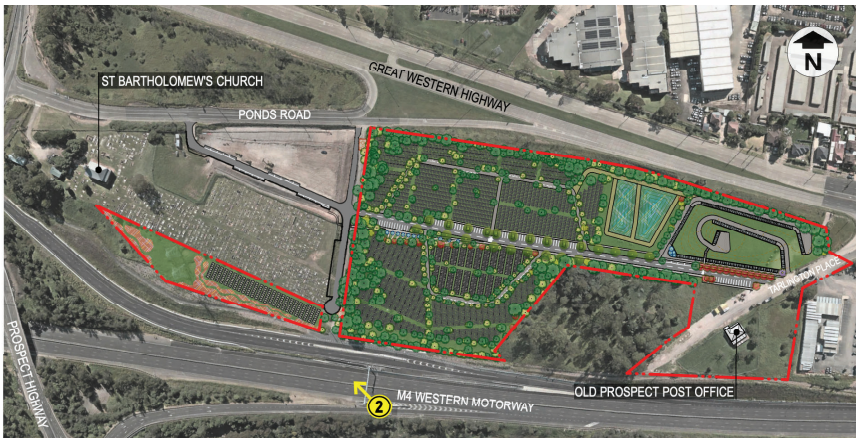 ST BARTHOLOMEW'S CHURCH
GREAT WESTERN HIGHWAY
N
PONDS ROAD
TARLINGTON PLACE
PROSPECT HIGHWAY
OLD PROSPECT POST OFFICE
M4 WESTERN MOTORWAY
2